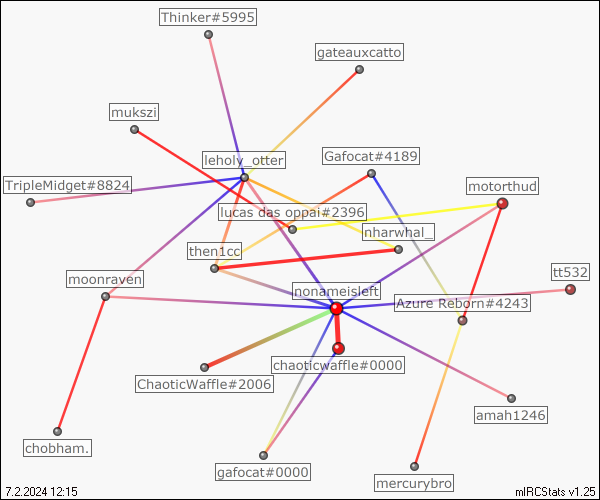 Thinker#5995
gateauxcatto
mukszi
leholy_otter
Gafocat#4189
TripleMidget#8824
motorthud
lucas das oppai#2396
nharwhal_
then1cc
moonraven
tt532
nonameisleft
Azure Reborn#4243
chaoticwaffle#0000
ChaoticWaffle#2006
amah1246
chobham.
gafocat#0000
mercurybro
7.2.2024 12:15
mIRCStats v1.25